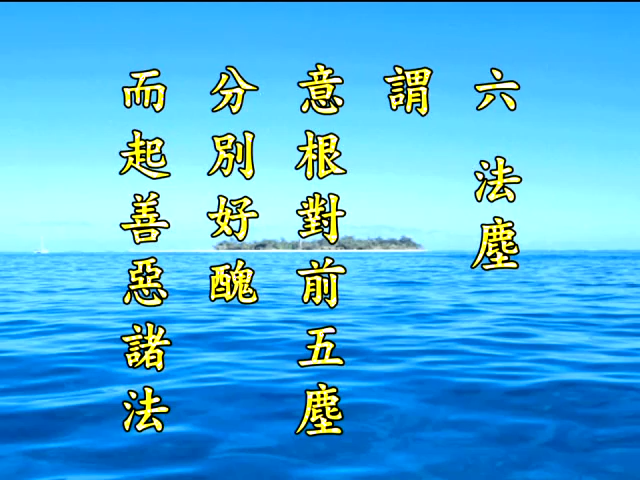 六 法塵
謂
意根對前五塵
分別好醜
而起善惡諸法